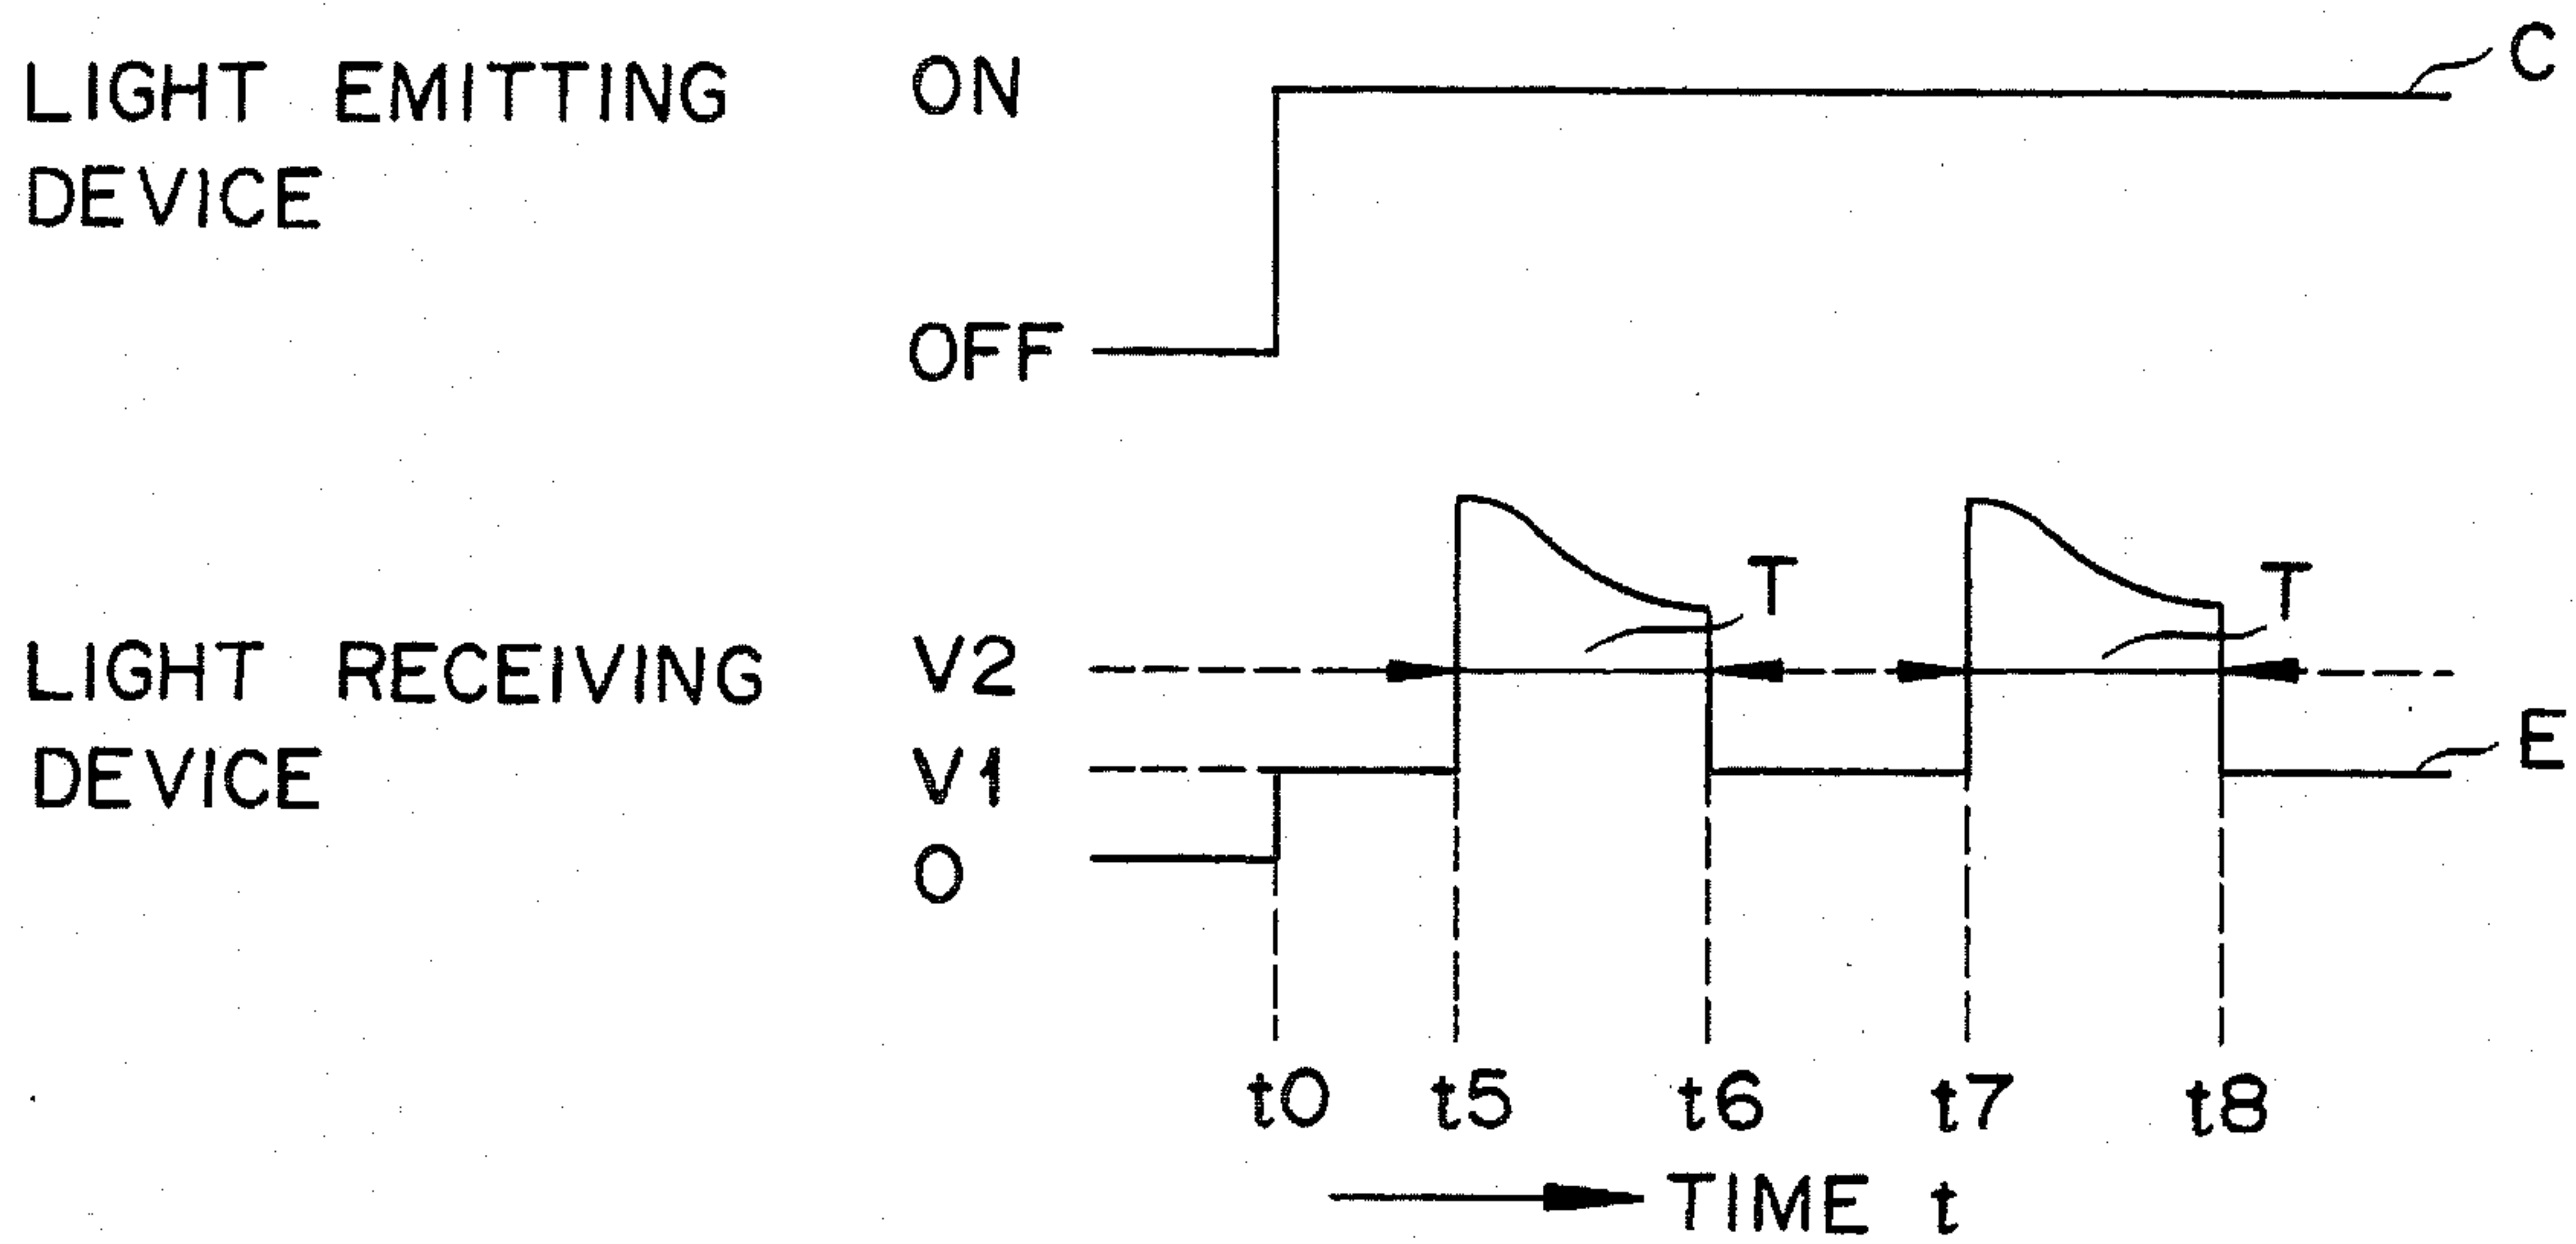 LIGHT EMITTING
DEVICE
ON
OFF
C
LIGHT RECEIVING
DEVICE
V2
V1
O
T
T
E
t0
t5
t6
t7
t8
TIME t